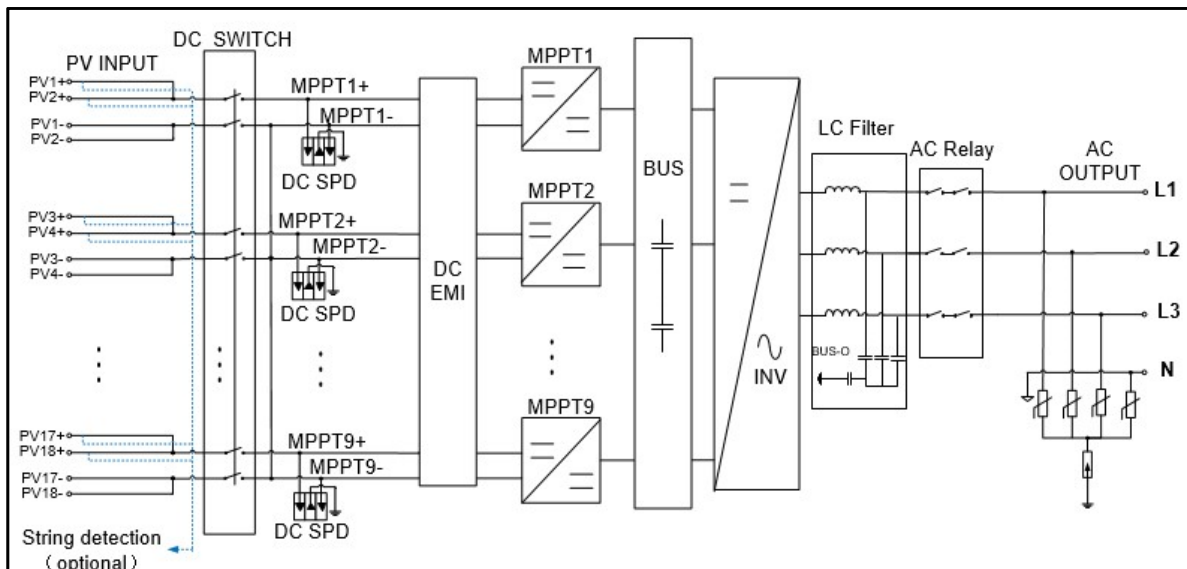 DC SWITCH
PV INPUT
PV1+
PV2+
PV1-
PV2-
MPPT1+
MPPT1-
DC SPD
PV3+
PV4+
PV3-
PV4-
MPPT2+
MPPT2-
DC SPD
PV17+
PV18+
PV17-
PV18-
MPPT9+
MPPT9-
DC SPD
String detection
( optional)
DC
EMI
MPPT1
MPPT2
MPPT9
BUS
INV
LC Filter
BUS-O
AC Relay
AC
OUTPUT
L1
L2
L3
N